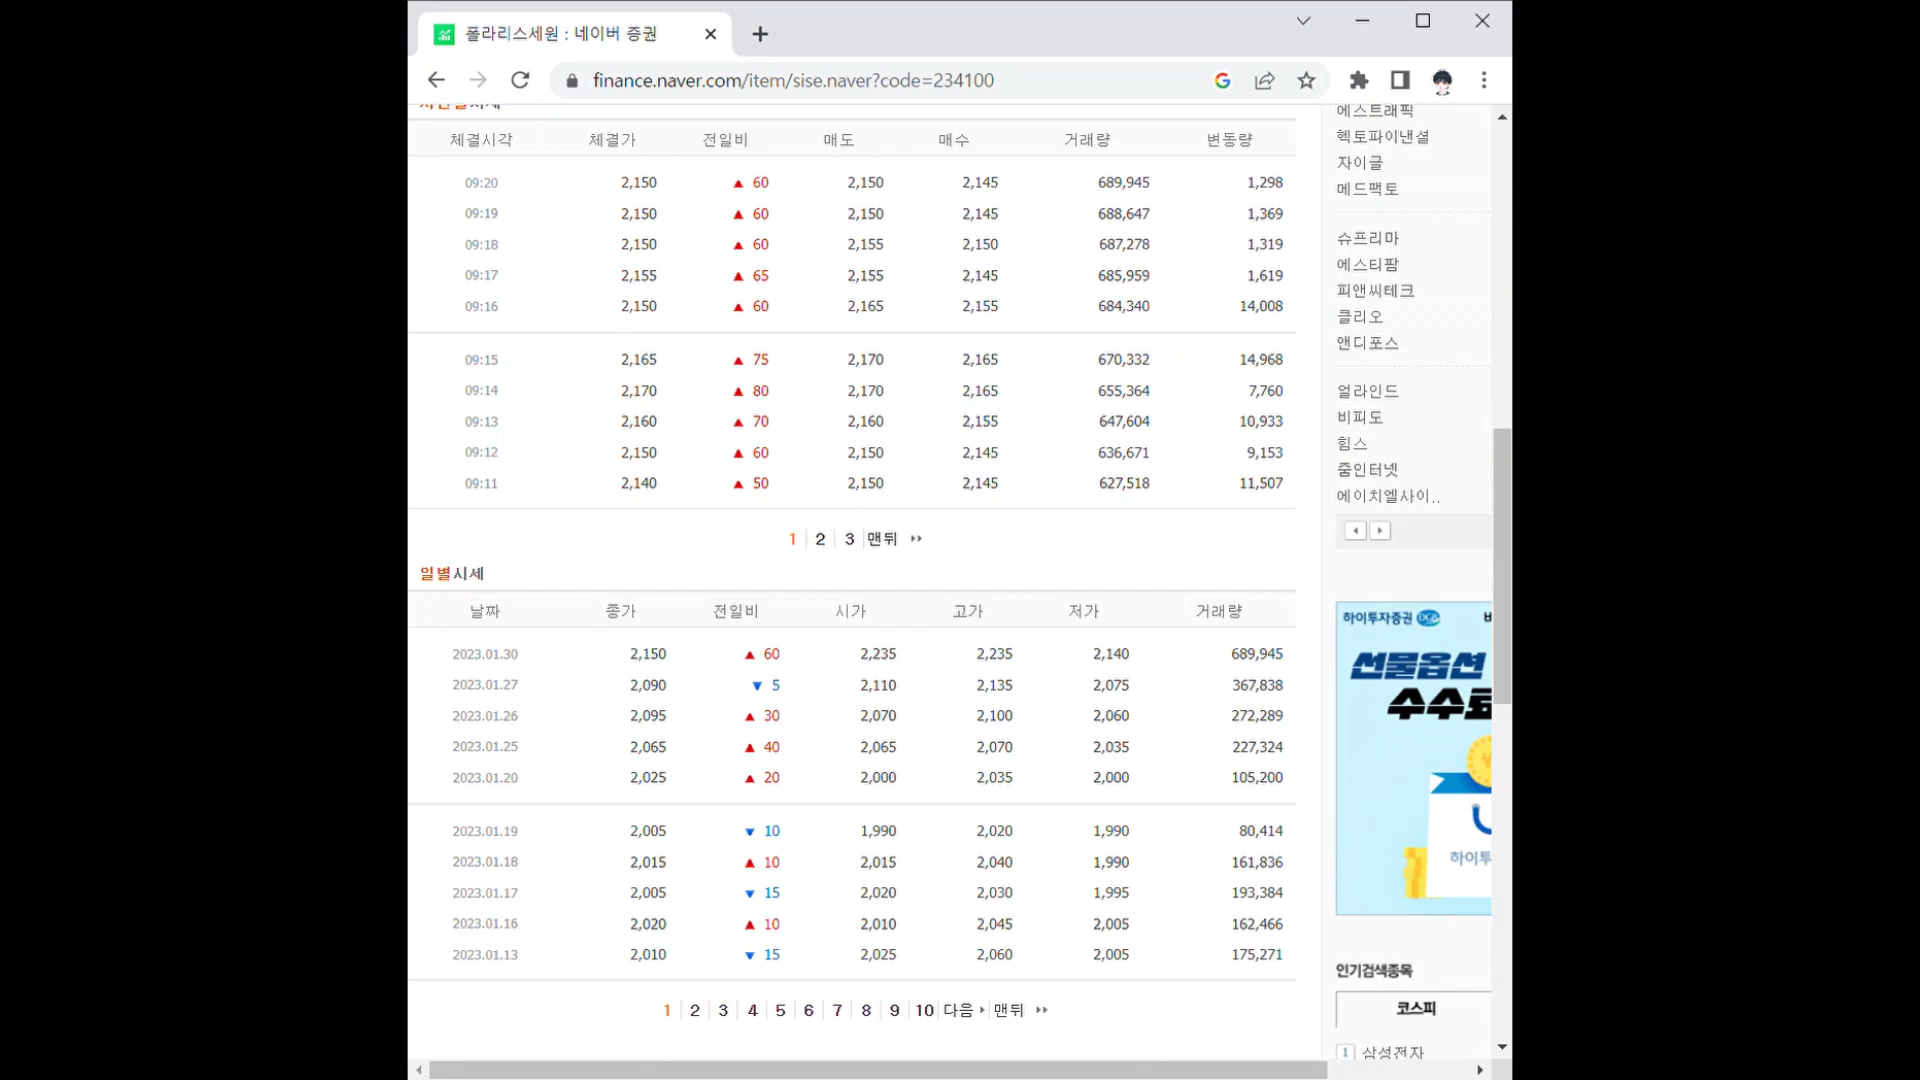 폴라리스세원 : 네이버 증권
finance.naver.com/item/sise.naver?code=234100
체결시각 체결가 전일비 매도 매수 거래량 변동량
09:20 2,150 ▲ 60 2,150 2,145 689,945 1,298
09:19 2,150 ▲ 60 2,150 2,145 688,647 1,369
09:18 2,150 ▲ 60 2,155 2,150 687,278 1,319
09:17 2,155 ▲ 65 2,155 2,145 685,959 1,619
09:16 2,150 ▲ 60 2,165 2,155 684,340 14,008
09:15 2,165 ▲ 75 2,170 2,165 670,332 14,968
09:14 2,170 ▲ 80 2,170 2,165 655,364 7,760
09:13 2,160 ▲ 70 2,160 2,155 647,604 10,933
09:12 2,150 ▲ 60 2,150 2,145 636,671 9,153
09:11 2,140 ▲ 50 2,150 2,145 627,518 11,507
1 2 3 맨뒤
일별시세
날짜 종가 전일비 시가 고가 저가 거래량
2023.01.30 2,150 ▲ 60 2,235 2,235 2,140 689,945
2023.01.27 2,090 ▼ 5 2,110 2,135 2,075 367,838
2023.01.26 2,095 ▲ 30 2,070 2,100 2,060 272,289
2023.01.25 2,065 ▲ 40 2,065 2,070 2,035 227,324
2023.01.20 2,025 ▲ 20 2,000 2,035 2,000 105,200
2023.01.19 2,005 ▼ 10 1,990 2,020 1,990 80,414
2023.01.18 2,015 ▲ 10 2,015 2,040 1,990 161,836
2023.01.17 2,005 ▼ 15 2,020 2,030 1,995 193,384
2023.01.16 2,020 ▲ 10 2,010 2,045 2,005 162,466
2023.01.13 2,010 ▼ 15 2,025 2,060 2,005 175,271
1 2 3 4 5 6 7 8 9 10 다음 맨뒤
에스트래픽
헥토파이낸셜
자이글
메드팩토
슈프리마
에스티팜
피앤씨테크
클리오
앤디포스
얼라인드
비피도
힘스
줌인터넷
에이치엘사이..
하이투자증권 DGB
선물옵션
수수료
하이투
인기검색종목
코스피
1 삼성전자